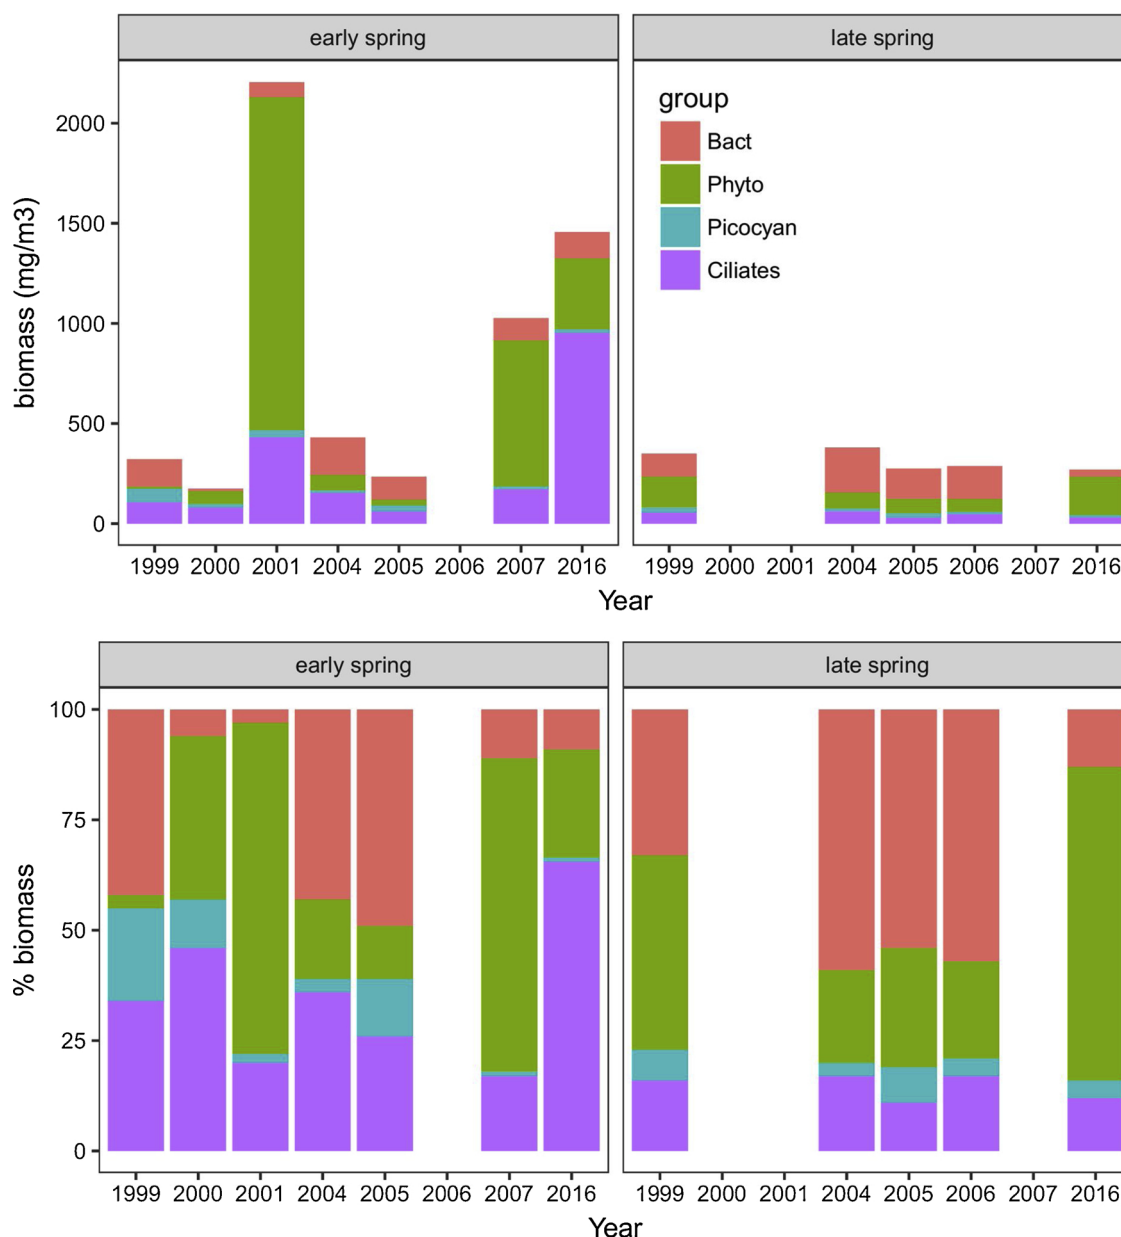 early spring
late spring
biomass (mg/m3)
2000
1500
1000
500
0
group
Bact
Phyto
Picocyan
Ciliates
1999 2000 2001 2004 2005 2006 2007 2016
1999 2000 2001 2004 2005 2006 2007 2016
Year
early spring
late spring
% biomass
100
75
50
25
0
1999 2000 2001 2004 2005 2006 2007 2016
1999 2000 2001 2004 2005 2006 2007 2016
Year